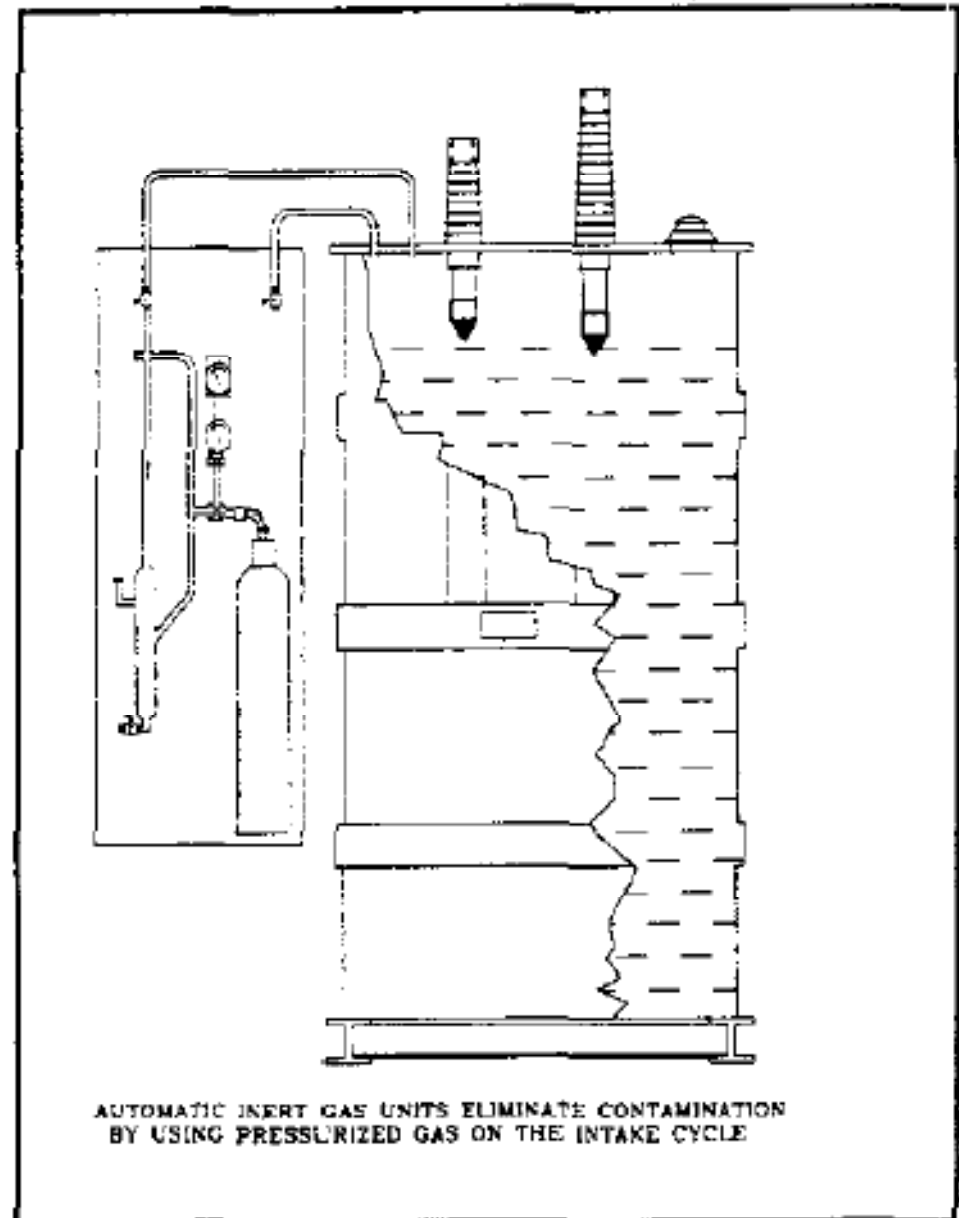 AUTOMATIC INERT GAS UNITS ELIMINATE CONTAMINATION
BY USING PRESSURIZED GAS ON THE INTAKE CYCLE